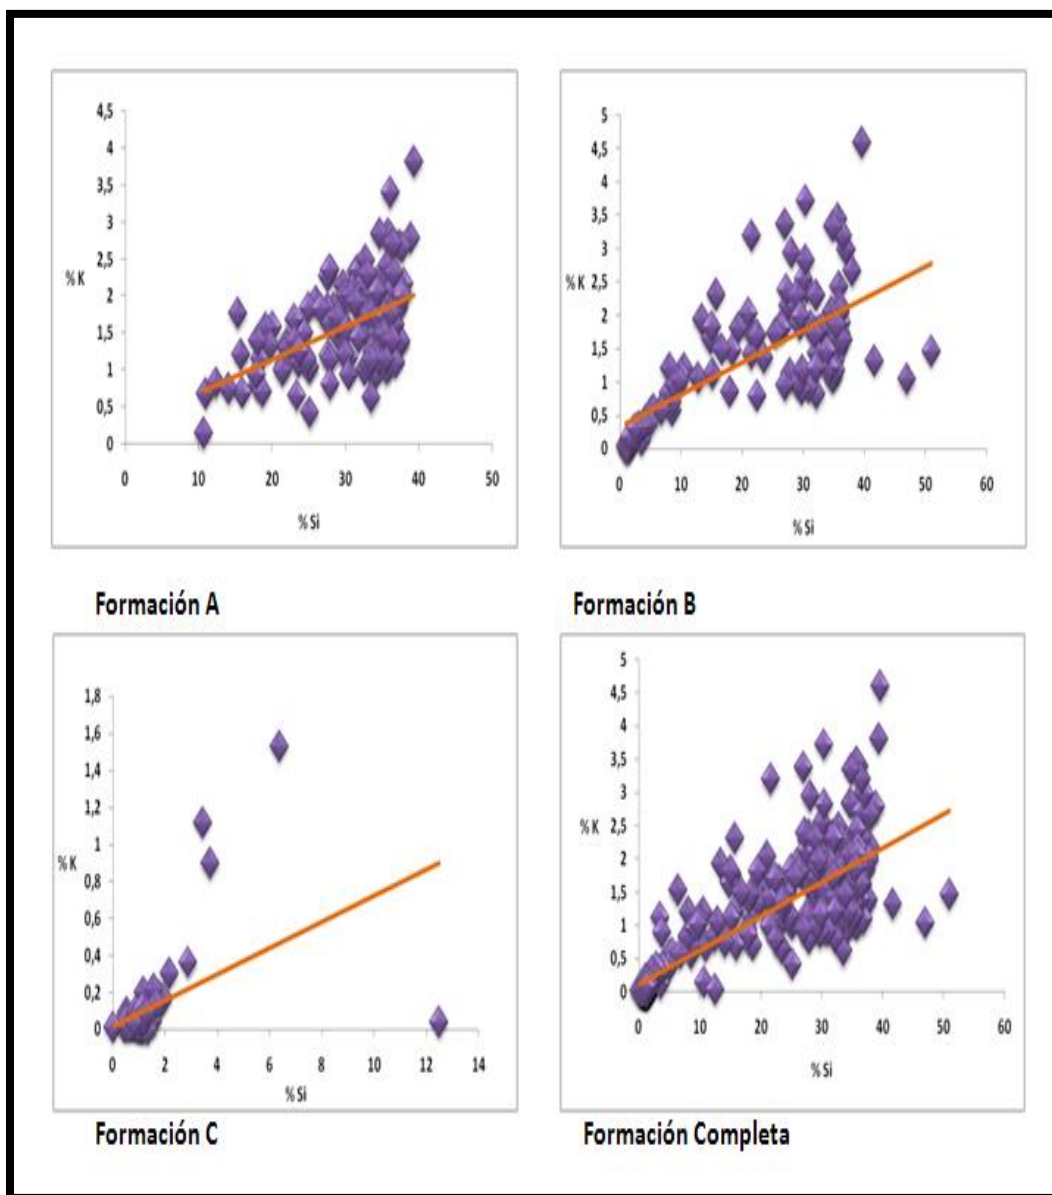 4,5
4
3,5
3
2,5
% K
2
1,5
1
0,5
0
0 10 20 30 40 50
% Si
Formación A
5
4,5
4
3,5
3
% K 2,5
2
1,5
1
0,5
0
0 10 20 30 40 50 60
% Si
Formación B
1,8
1,6
1,4
1,2
1
% K
0,8
0,6
0,4
0,2
0
0 2 4 6 8 10 12 14
% Si
Formación C
5
4,5
4
3,5
3
% K 2,5
2
1,5
1
0,5
0
0 10 20 30 40 50 60
% Si
Formación Completa